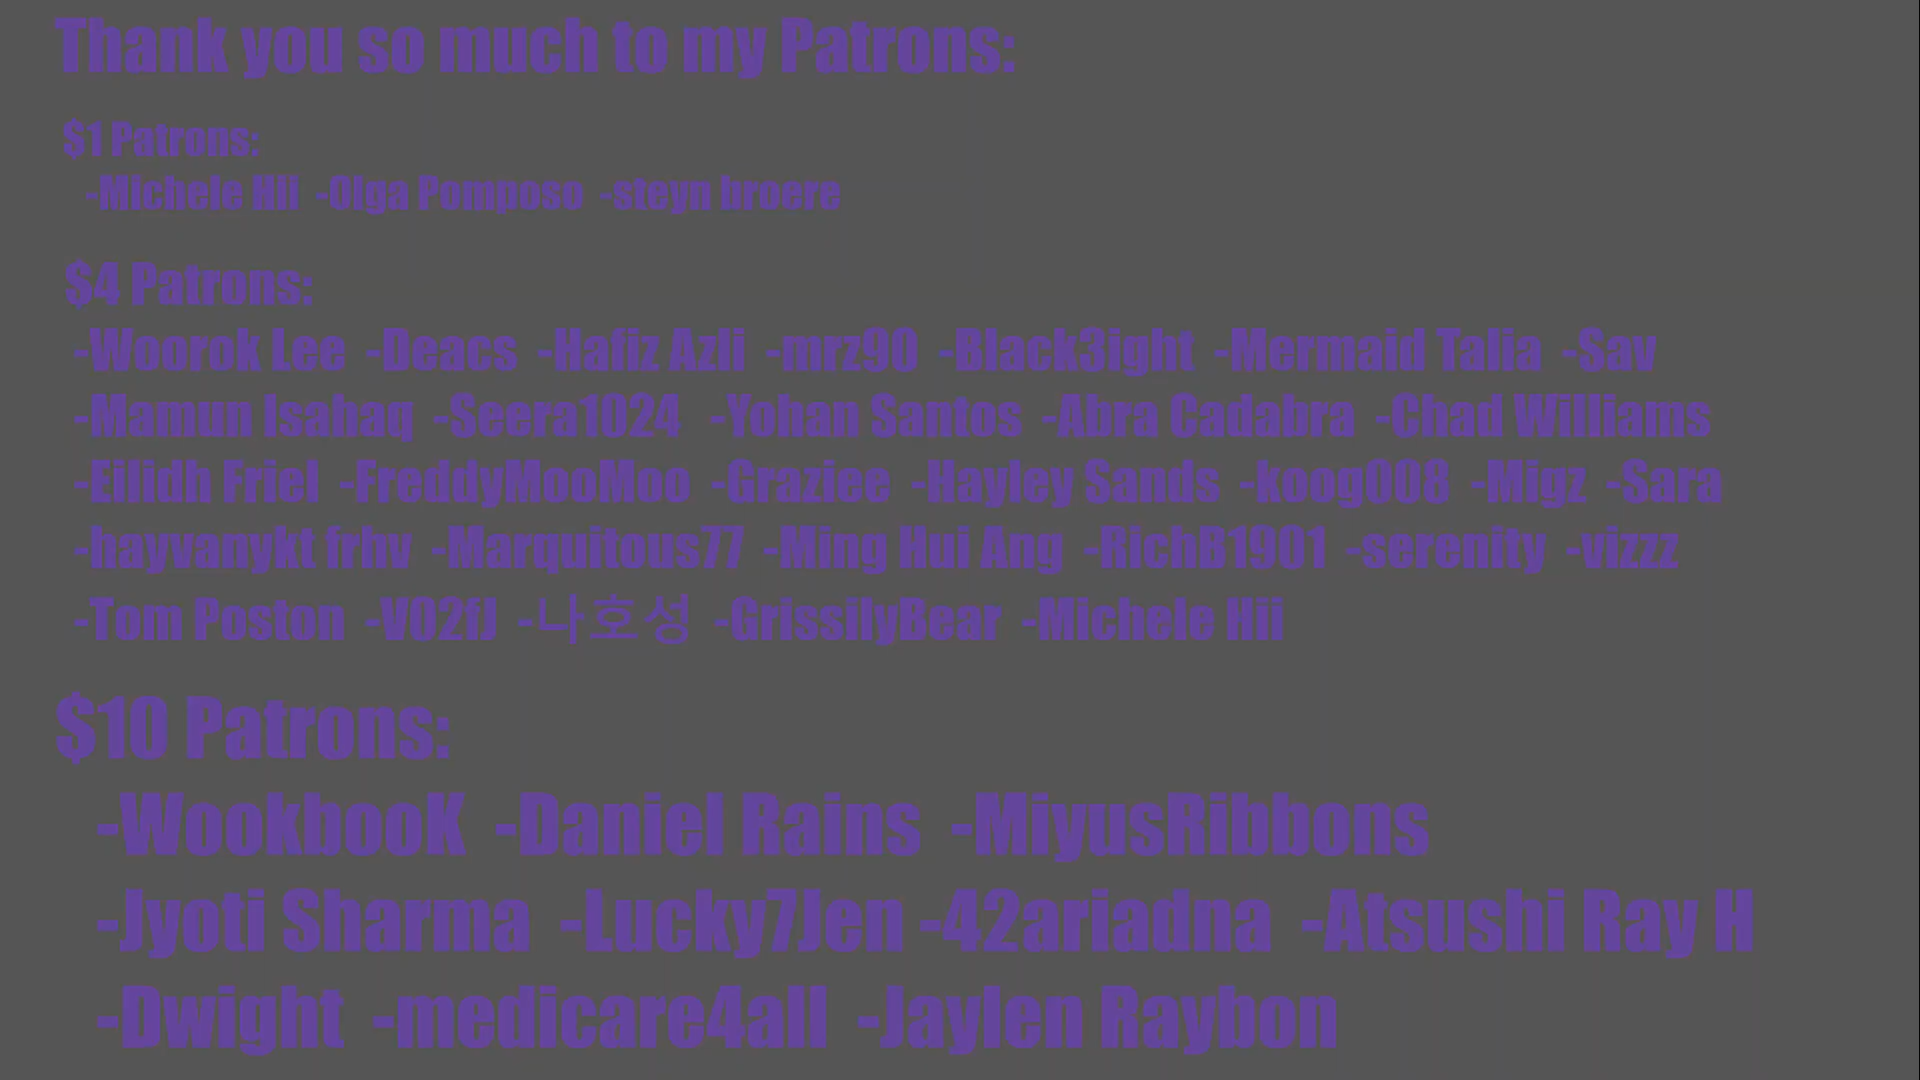 Thank you so much to my Patrons:
$1 Patrons:
-Michele Hii -Olga Pomposo -steyn broere
$4 Patrons:
-Woorok Lee -Deacs -Hafiz Azli -mrz90 -Black3ight -Mermaid Talia -Sav
-Mamun Isahaq -Seera1024 -Yohan Santos -Abra Cadabra -Chad Williams
-Eilidh Friel -FreddyMooMoo -Graziee -Hayley Sands -koog008 -Migz -Sara
-hayvanykt frhv -Marquitous77 -Ming Hui Ang -RichB1901 -serenity -vizzz
-Tom Poston -V02fJ -나호성 -GrissilyBear -Michele Hii
$10 Patrons:
-WookbooK -Daniel Rains -MiyusRibbons
-Jyoti Sharma -Lucky7Jen -42ariadna -Atsushi Ray H
-Dwight -medicare4all -Jaylen Raybon